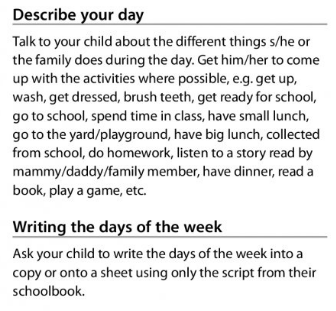 Describe your day
Talk to your child about the different things s/he or
the family does during the day. Get him/her to come
up with the activities where possible, e.g. get up,
wash, get dressed, brush teeth, get ready for school,
go to school, spend time in class, have small lunch,
go to the yard/playground, have big lunch, collected
from school, do homework, listen to a story read by
mammy/daddy/family member, have dinner, read a
book, play a game, etc.
Writing the days of the week
Ask your child to write the days of the week into a
copy or onto a sheet using only the script from their
schoolbook.